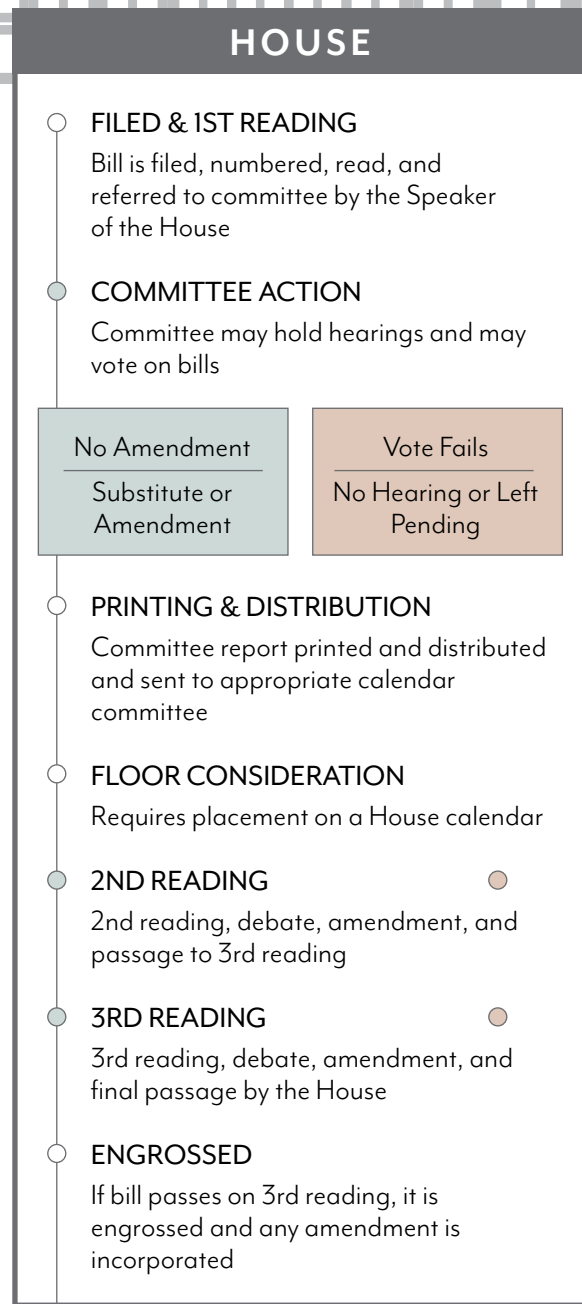 HOUSE
FILED & 1ST READING
Bill is filed, numbered, read, and
referred to committee by the Speaker
of the House
COMMITTEE ACTION
Committee may hold hearings and may
vote on bills
No Amendment
Substitute or
Amendment
Vote Fails
No Hearing or Left
Pending
PRINTING & DISTRIBUTION
Committee report printed and distributed
and sent to appropriate calendar
committee
FLOOR CONSIDERATION
Requires placement on a House calendar
2ND READING
2nd reading, debate, amendment, and
passage to 3rd reading
3RD READING
3rd reading, debate, amendment, and
final passage by the House
ENGROSSED
If bill passes on 3rd reading, it is
engrossed and any amendment is
incorporated